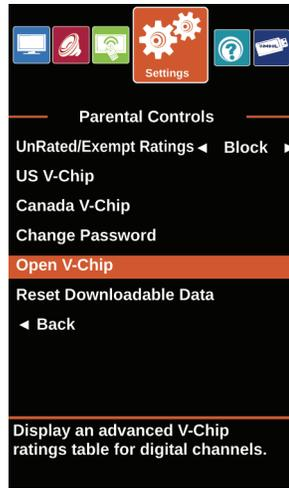 Settings
Parental Controls
UnRated/Exempt Ratings ◄ Block ►
US V-Chip
Canada V-Chip
Change Password
Open V-Chip
Reset Downloadable Data
◄ Back
Display an advanced V-Chip
ratings table for digital channels.